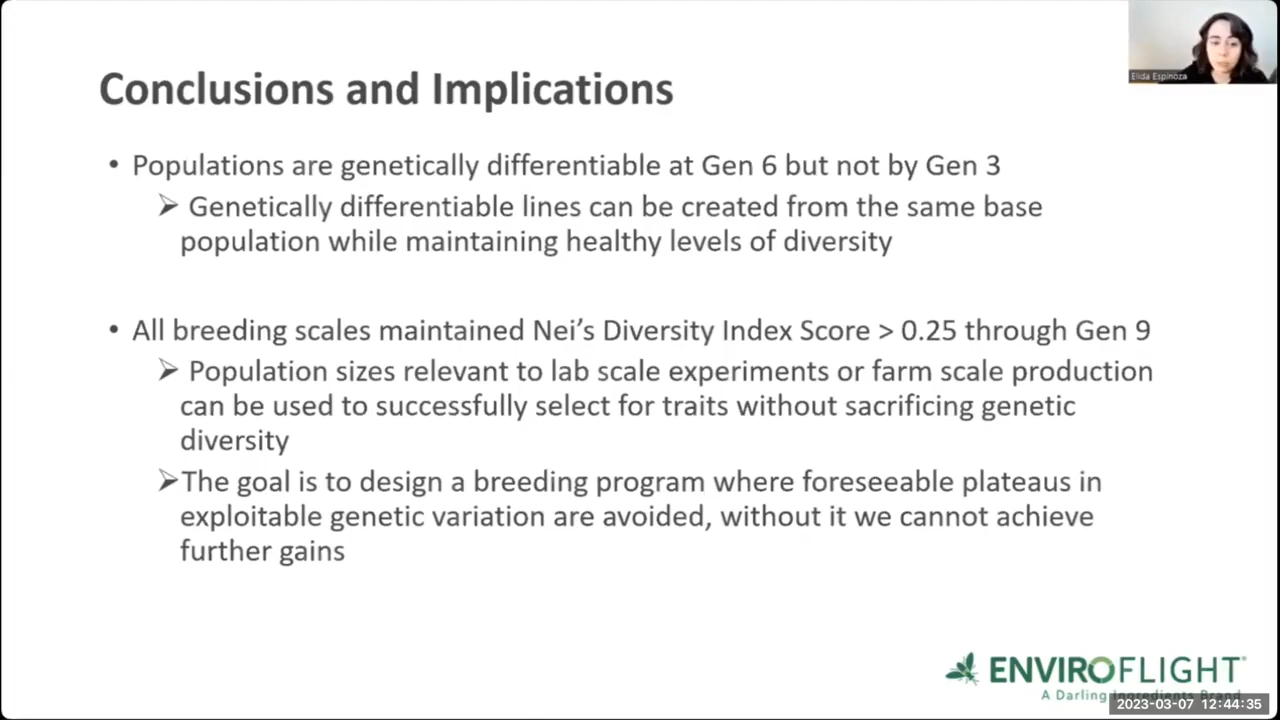 Elida Espinoza
Conclusions and Implications
• Populations are genetically differentiable at Gen 6 but not by Gen 3
➢ Genetically differentiable lines can be created from the same base
population while maintaining healthy levels of diversity
• All breeding scales maintained Nei’s Diversity Index Score > 0.25 through Gen 9
➢ Population sizes relevant to lab scale experiments or farm scale production
can be used to successfully select for traits without sacrificing genetic
diversity
➢The goal is to design a breeding program where foreseeable plateaus in
exploitable genetic variation are avoided, without it we cannot achieve
further gains
ENVIROFLIGHT
A Darling Ingredients Brand
2023-03-07 12:44:35